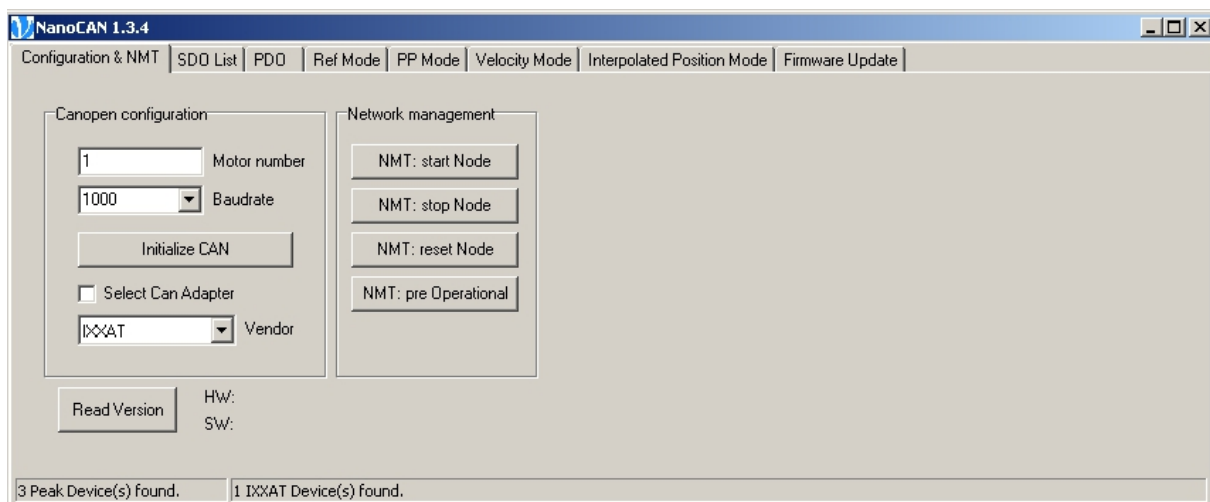 NanoCAN 1.3.4
Configuration & NMT SDO List PDO Ref Mode PP Mode Velocity Mode Interpolated Position Mode Firmware Update
Canopen configuration
1 Motor number
1000 Baudrate
Initialize CAN
Select Can Adapter
IXXAT Vendor
Network management
NMT: start Node
NMT: stop Node
NMT: reset Node
NMT: pre Operational
Read Version
HW:
SW:
3 Peak Device(s) found. 1 IXXAT Device(s) found.